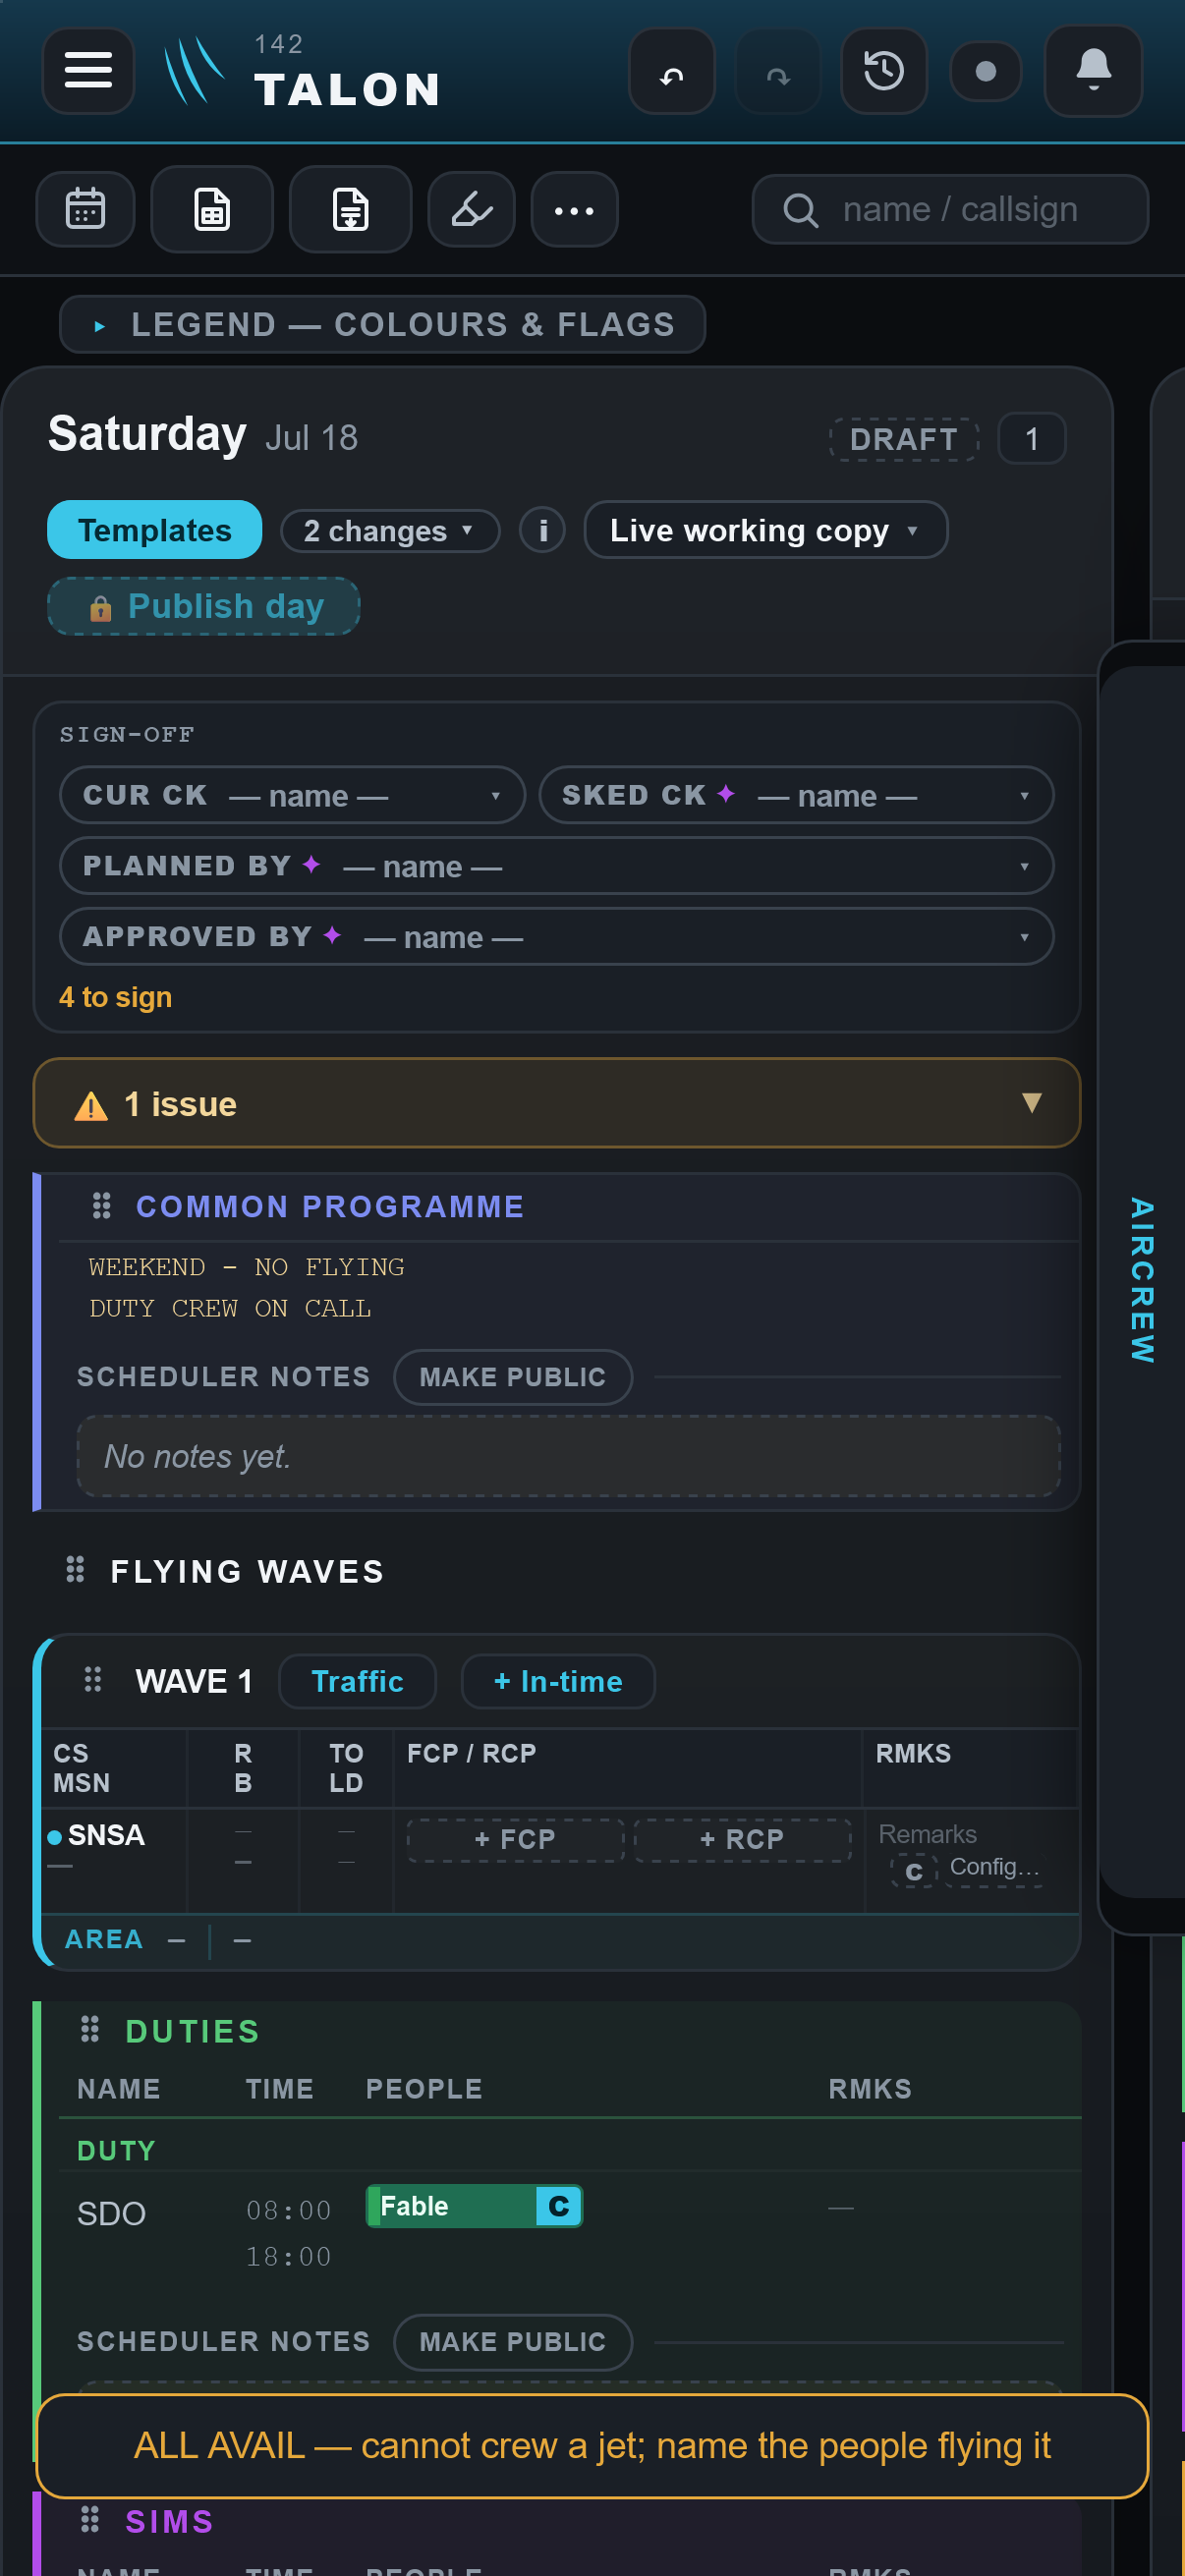 142
TALON
name / callsign
LEGEND — COLOURS & FLAGS
Saturday Jul 18 DRAFT 1
Templates 2 changes i Live working copy
Publish day
SIGN-OFF
CUR CK — name — SKED CK — name —
PLANNED BY — name —
APPROVED BY — name —
4 to sign
1 issue
COMMON PROGRAMME
WEEKEND - NO FLYING
DUTY CREW ON CALL
SCHEDULER NOTES MAKE PUBLIC
No notes yet.
AIRCREW
FLYING WAVES
WAVE 1 Traffic + In-time
CS R TO FCP / RCP RMKS
MSN B LD
SNSA — — + FCP + RCP Remarks
— — — C Config...
AREA – –
DUTIES
NAME TIME PEOPLE RMKS
DUTY
SDO 08:00 Fable C —
18:00
SCHEDULER NOTES MAKE PUBLIC
ALL AVAIL — cannot crew a jet; name the people flying it
SIMS
NAME TIME PEOPLE RMKS